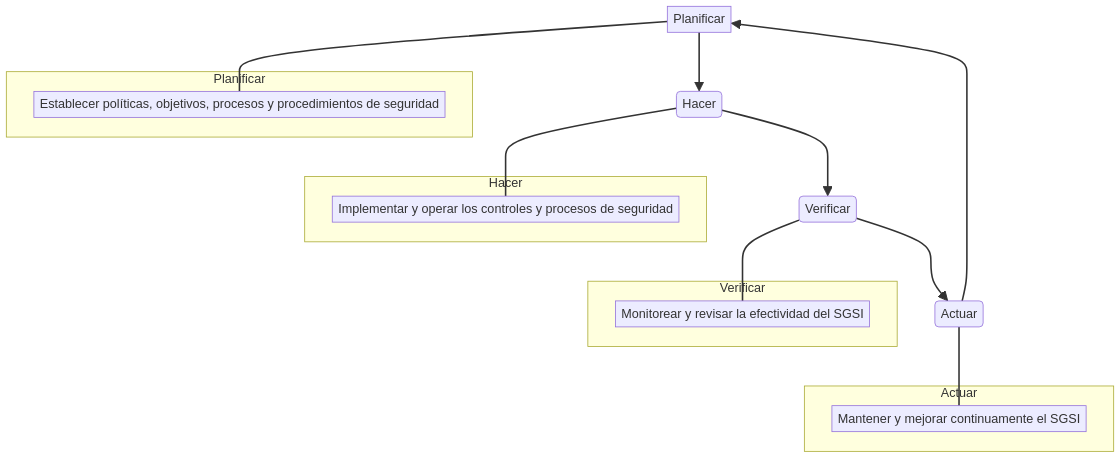 Planificar
Planificar
Establecer políticas, objetivos, procesos y procedimientos de seguridad
Hacer
Hacer
Implementar y operar los controles y procesos de seguridad
Verificar
Verificar
Monitorear y revisar la efectividad del SGSI
Actuar
Actuar
Mantener y mejorar continuamente el SGSI